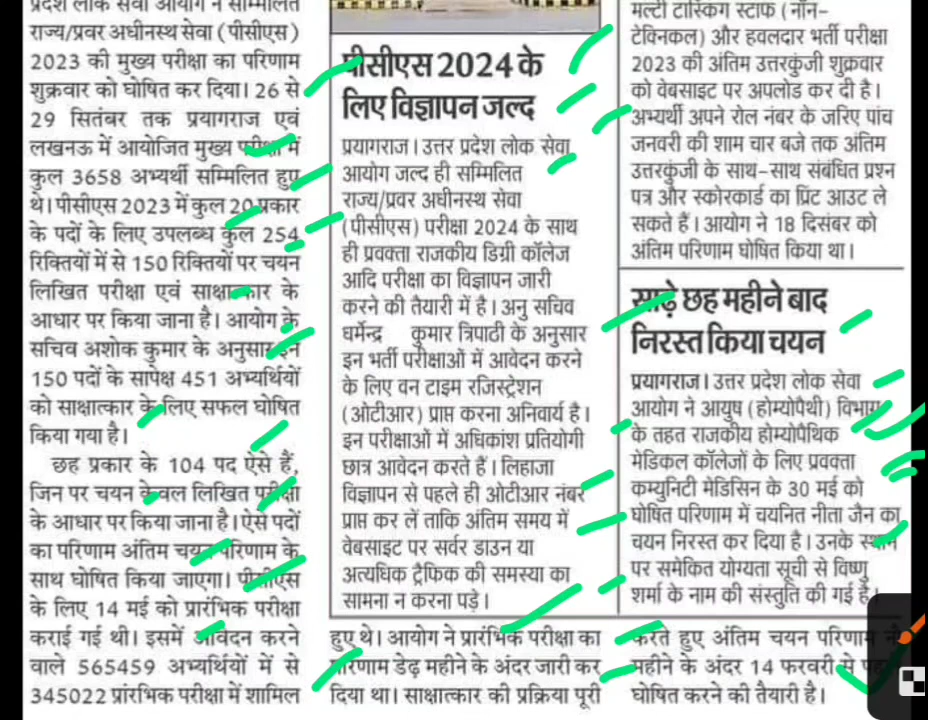 प्रदेश लोक सेवा आयोग ने सम्मिलित
राज्य/प्रवर अधीनस्थ सेवा (पीसीएस)
2023 की मुख्य परीक्षा का परिणाम
शुक्रवार को घोषित कर दिया। 26 से
29 सितंबर तक प्रयागराज एवं
लखनऊ में आयोजित मुख्य परीक्षा में
कुल 3658 अभ्यर्थी सम्मिलित हुए
थे। पीसीएस 2023 में कुल 20 प्रकार
के पदों के लिए उपलब्ध कुल 254
रिक्तियों में से 150 रिक्तियों पर चयन
लिखित परीक्षा एवं साक्षात्कार के
आधार पर किया जाना है। आयोग के
सचिव अशोक कुमार के अनुसार इन
150 पदों के सापेक्ष 451 अभ्यर्थियों
को साक्षात्कार के लिए सफल घोषित
किया गया है।
छह प्रकार के 104 पद ऐसे हैं,
जिन पर चयन केवल लिखित परीक्षा
के आधार पर किया जाना है। ऐसे पदों
का परिणाम अंतिम चयन परिणाम के
साथ घोषित किया जाएगा। पीसीएस
के लिए 14 मई को प्रारंभिक परीक्षा
कराई गई थी। इसमें आवेदन करने
वाले 565459 अभ्यर्थियों में से
345022 प्रारंभिक परीक्षा में शामिल
पीसीएस 2024 के
लिए विज्ञापन जल्द
प्रयागराज। उत्तर प्रदेश लोक सेवा
आयोग जल्द ही सम्मिलित
राज्य/प्रवर अधीनस्थ सेवा
(पीसीएस) परीक्षा 2024 के साथ
ही प्रवक्ता राजकीय डिग्री कॉलेज
आदि परीक्षा का विज्ञापन जारी
करने की तैयारी में है। अनु सचिव
धर्मेन्द्र कुमार त्रिपाठी के अनुसार
इन भर्ती परीक्षाओं में आवेदन करने
के लिए वन टाइम रजिस्ट्रेशन
(ओटीआर) प्राप्त करना अनिवार्य है।
इन परीक्षाओं में अधिकांश प्रतियोगी
छात्र आवेदन करते हैं। लिहाजा
विज्ञापन से पहले ही ओटीआर नंबर
प्राप्त कर लें ताकि अंतिम समय में
वेबसाइट पर सर्वर डाउन या
अत्यधिक ट्रैफिक की समस्या का
सामना न करना पड़े।
हुए थे। आयोग ने प्रारंभिक परीक्षा का
परिणाम डेढ़ महीने के अंदर जारी कर
दिया था। साक्षात्कार की प्रक्रिया पूरी
मल्टी टास्किंग स्टाफ (नॉन-
टेक्निकल) और हवलदार भर्ती परीक्षा
2023 की अंतिम उत्तरकुंजी शुक्रवार
को वेबसाइट पर अपलोड कर दी है।
अभ्यर्थी अपने रोल नंबर के जरिए पांच
जनवरी की शाम चार बजे तक अंतिम
उत्तरकुंजी के साथ-साथ संबंधित प्रश्न
पत्र और स्कोरकार्ड का प्रिंट आउट ले
सकते हैं। आयोग ने 18 दिसंबर को
अंतिम परिणाम घोषित किया था।
साढ़े छह महीने बाद
निरस्त किया चयन
प्रयागराज। उत्तर प्रदेश लोक सेवा
आयोग ने आयुष (होम्योपैथी) विभाग
के तहत राजकीय होम्योपैथिक
मेडिकल कॉलेजों के लिए प्रवक्ता
कम्युनिटी मेडिसिन के 30 मई को
घोषित परिणाम में चयनित नीता जैन का
चयन निरस्त कर दिया है। उनके स्थान
पर समेकित योग्यता सूची से विष्णु
शर्मा के नाम की संस्तुति की गई है।
करते हुए अंतिम चयन परिणाम नौ
महीने के अंदर 14 फरवरी से पहले
घोषित करने की तैयारी है।